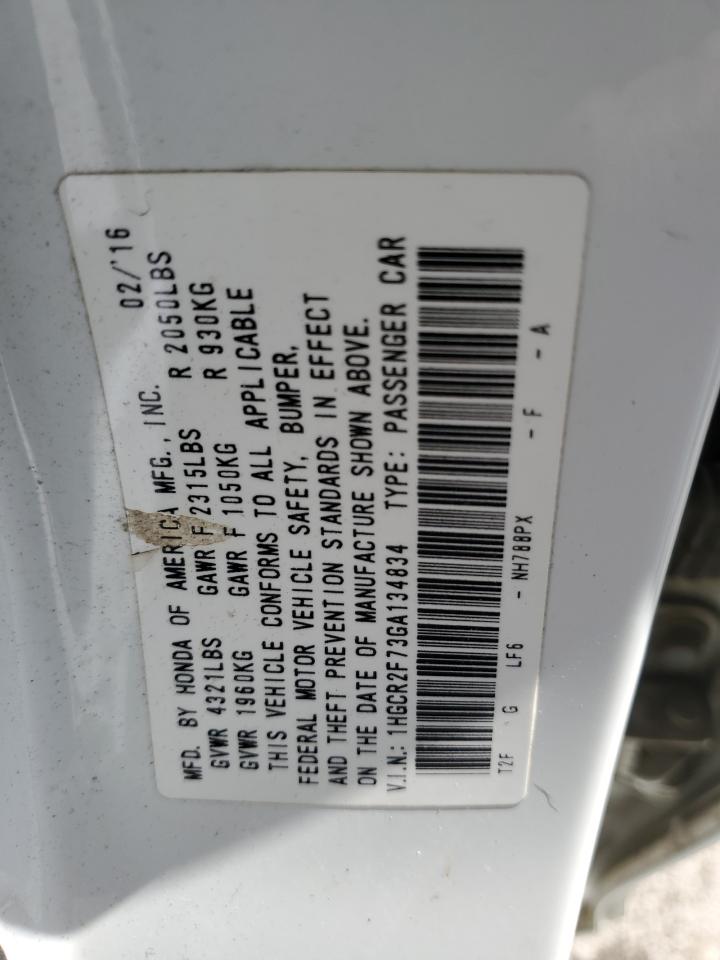 MFD. BY HONDA OF AMERICA MFG., INC. 02/'16
GVWR 4321LBS GAWR F 2315LBS R 2050LBS
GVWR 1960KG GAWR F 1050KG R 930KG
THIS VEHICLE CONFORMS TO ALL APPLICABLE
FEDERAL MOTOR VEHICLE SAFETY, BUMPER,
AND THEFT PREVENTION STANDARDS IN EFFECT
ON THE DATE OF MANUFACTURE SHOWN ABOVE.
V.I.N.: 1HGCR2F73GA134834 TYPE: PASSENGER CAR
T2F G LF6 - NH788PX - F - A